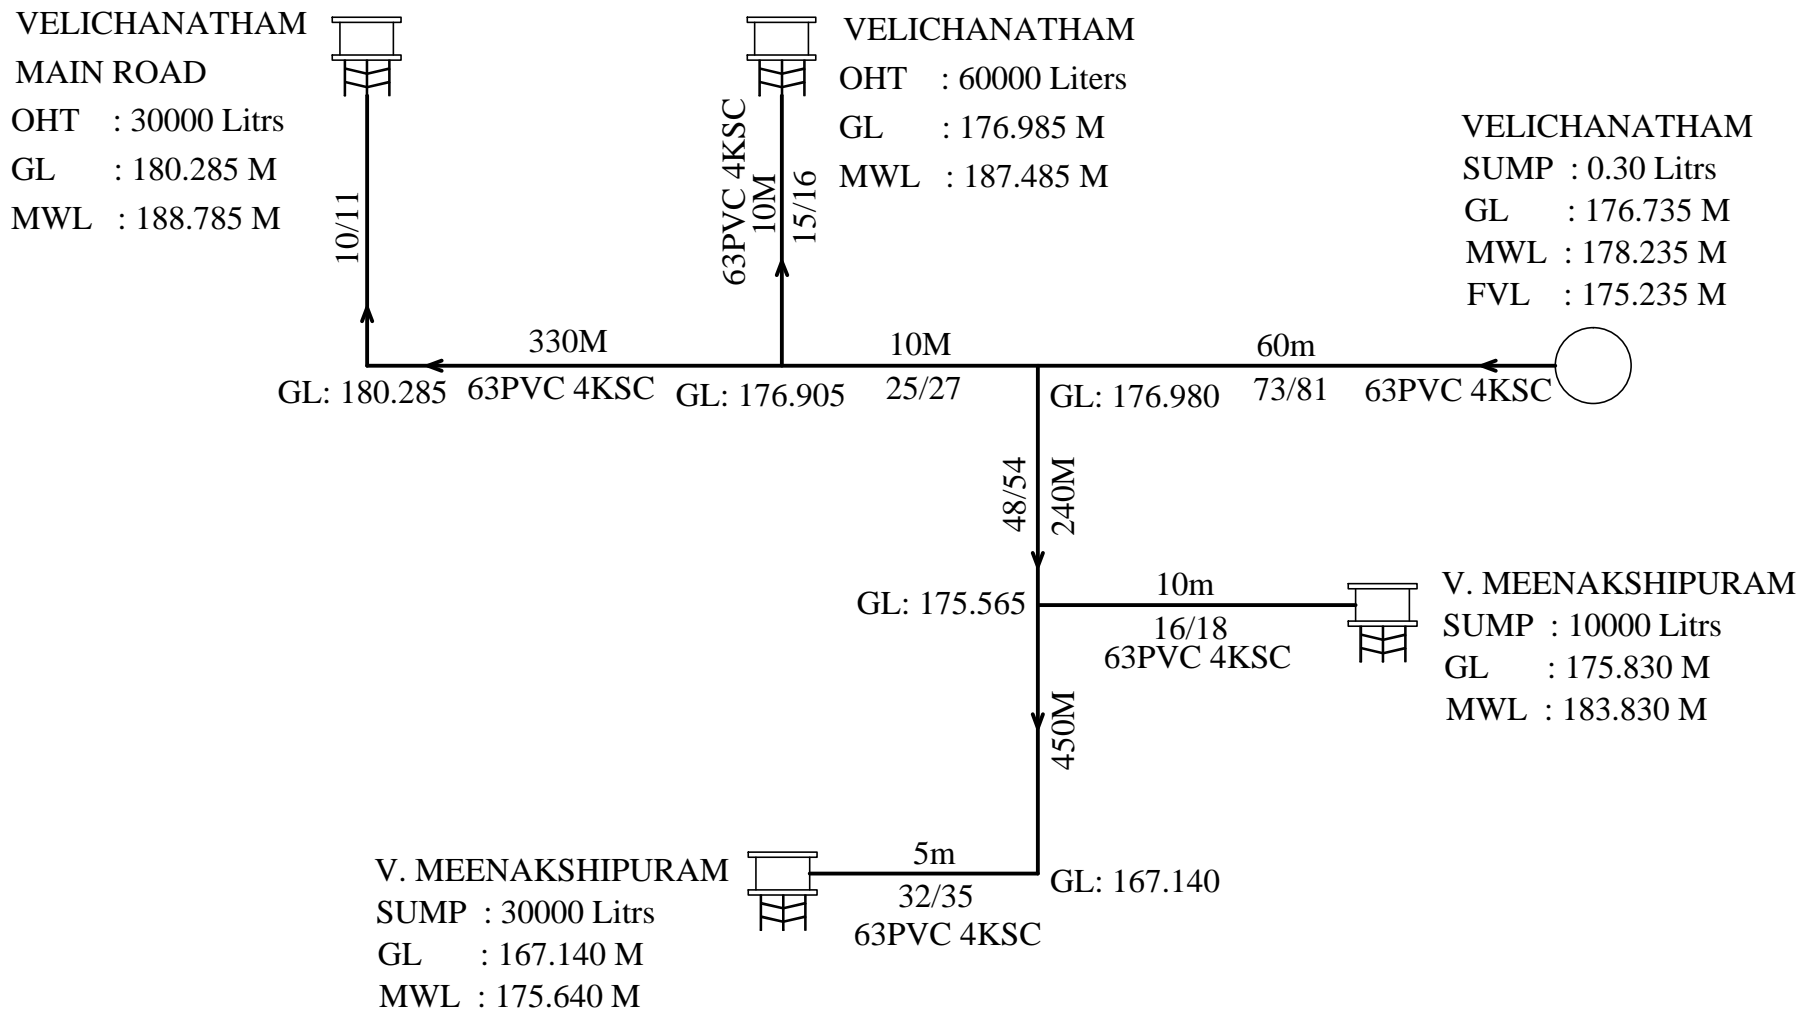 VELICHANATHAM
MAIN ROAD
OHT : 30000 Litrs
GL : 180.285 M
MWL : 188.785 M
10/11
VELICHANATHAM
OHT : 60000 Liters
GL : 176.985 M
MWL : 187.485 M
63PVC 4KSC
10M
15/16
VELICHANATHAM
SUMP : 0.30 Litrs
GL : 176.735 M
MWL : 178.235 M
FVL : 175.235 M
330M
10M
60m
GL: 180.285
63PVC 4KSC
GL: 176.905
25/27
GL: 176.980
73/81
63PVC 4KSC
48/54
240M
GL: 175.565
10m
16/18
63PVC 4KSC
V. MEENAKSHIPURAM
SUMP : 10000 Litrs
GL : 175.830 M
MWL : 183.830 M
450M
V. MEENAKSHIPURAM
SUMP : 30000 Litrs
GL : 167.140 M
MWL : 175.640 M
5m
32/35
63PVC 4KSC
GL: 167.140